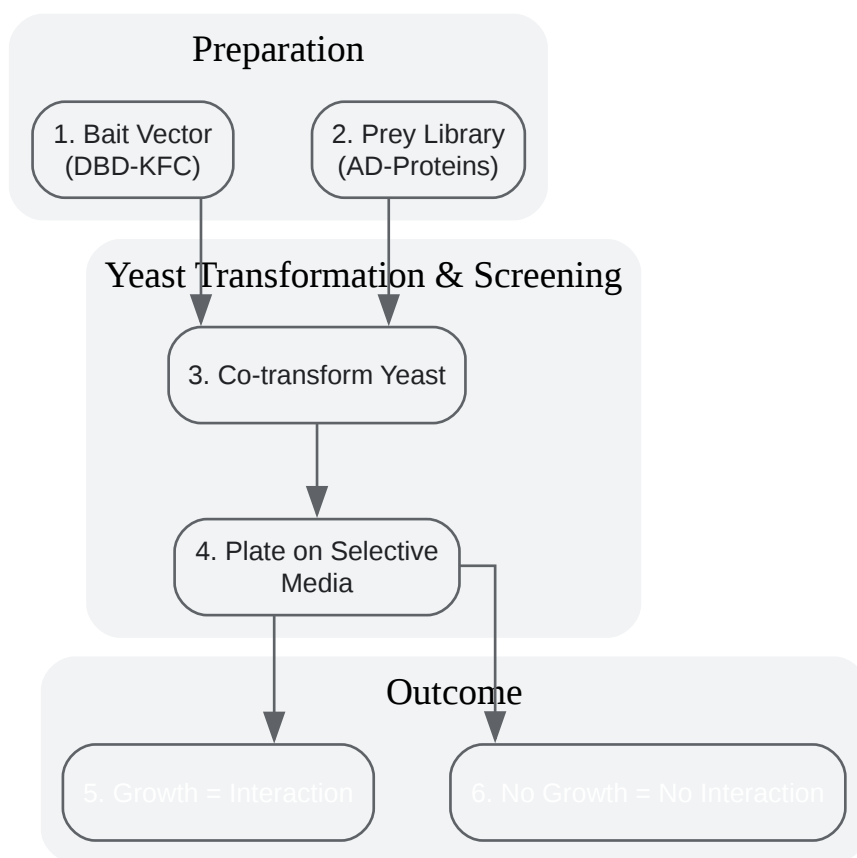 Preparation
1. Bait Vector
(DBD-KFC)
2. Prey Library
(AD-Proteins)
Yeast Transformation & Screening
3. Co-transform Yeast
4. Plate on Selective
Media
Outcome
5. Growth = Interaction
6. No Growth = No Interaction